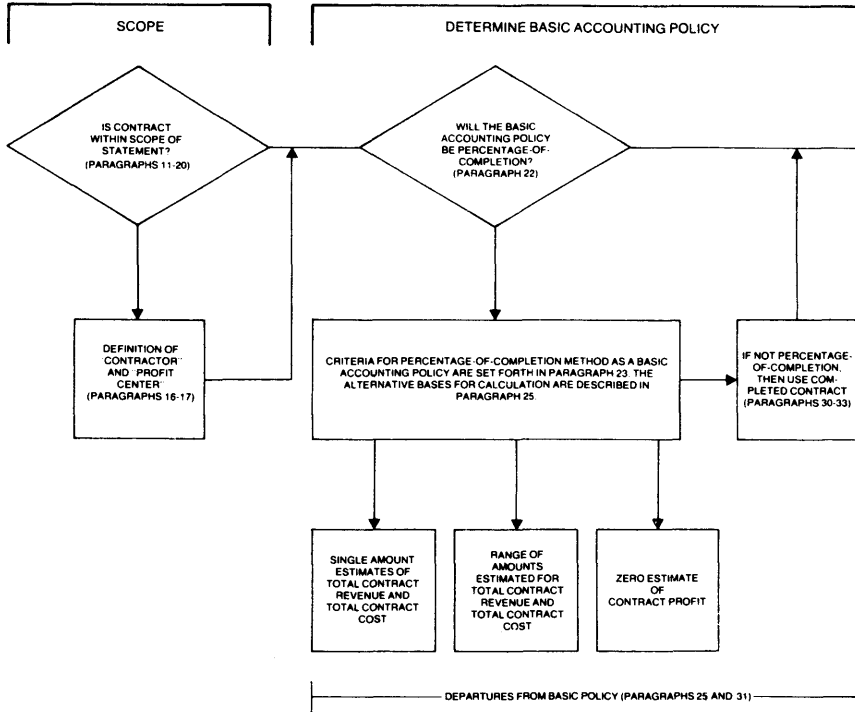 SCOPE
DETERMINE BASIC ACCOUNTING POLICY
IS CONTRACT
WITHIN SCOPE OF
STATEMENT?
(PARAGRAPHS 11-20)
WILL THE BASIC
ACCOUNTING POLICY
BE PERCENTAGE-OF-
COMPLETION?
(PARAGRAPH 22)
DEFINITION OF
"CONTRACTOR"
AND "PROFIT
CENTER"
(PARAGRAPHS 16-17)
CRITERIA FOR PERCENTAGE-OF-COMPLETION METHOD AS A BASIC
ACCOUNTING POLICY ARE SET FORTH IN PARAGRAPH 23. THE
ALTERNATIVE BASES FOR CALCULATION ARE DESCRIBED IN
PARAGRAPH 25.
IF NOT PERCENTAGE-
OF-COMPLETION,
THEN USE COM-
PLETED CONTRACT
(PARAGRAPHS 30-33)
SINGLE AMOUNT
ESTIMATES OF
TOTAL CONTRACT
REVENUE AND
TOTAL CONTRACT
COST
RANGE OF
AMOUNTS
ESTIMATED FOR
TOTAL CONTRACT
REVENUE AND
TOTAL CONTRACT
COST
ZERO ESTIMATE
OF
CONTRACT PROFIT
DEPARTURES FROM BASIC POLICY (PARAGRAPHS 25 AND 31)